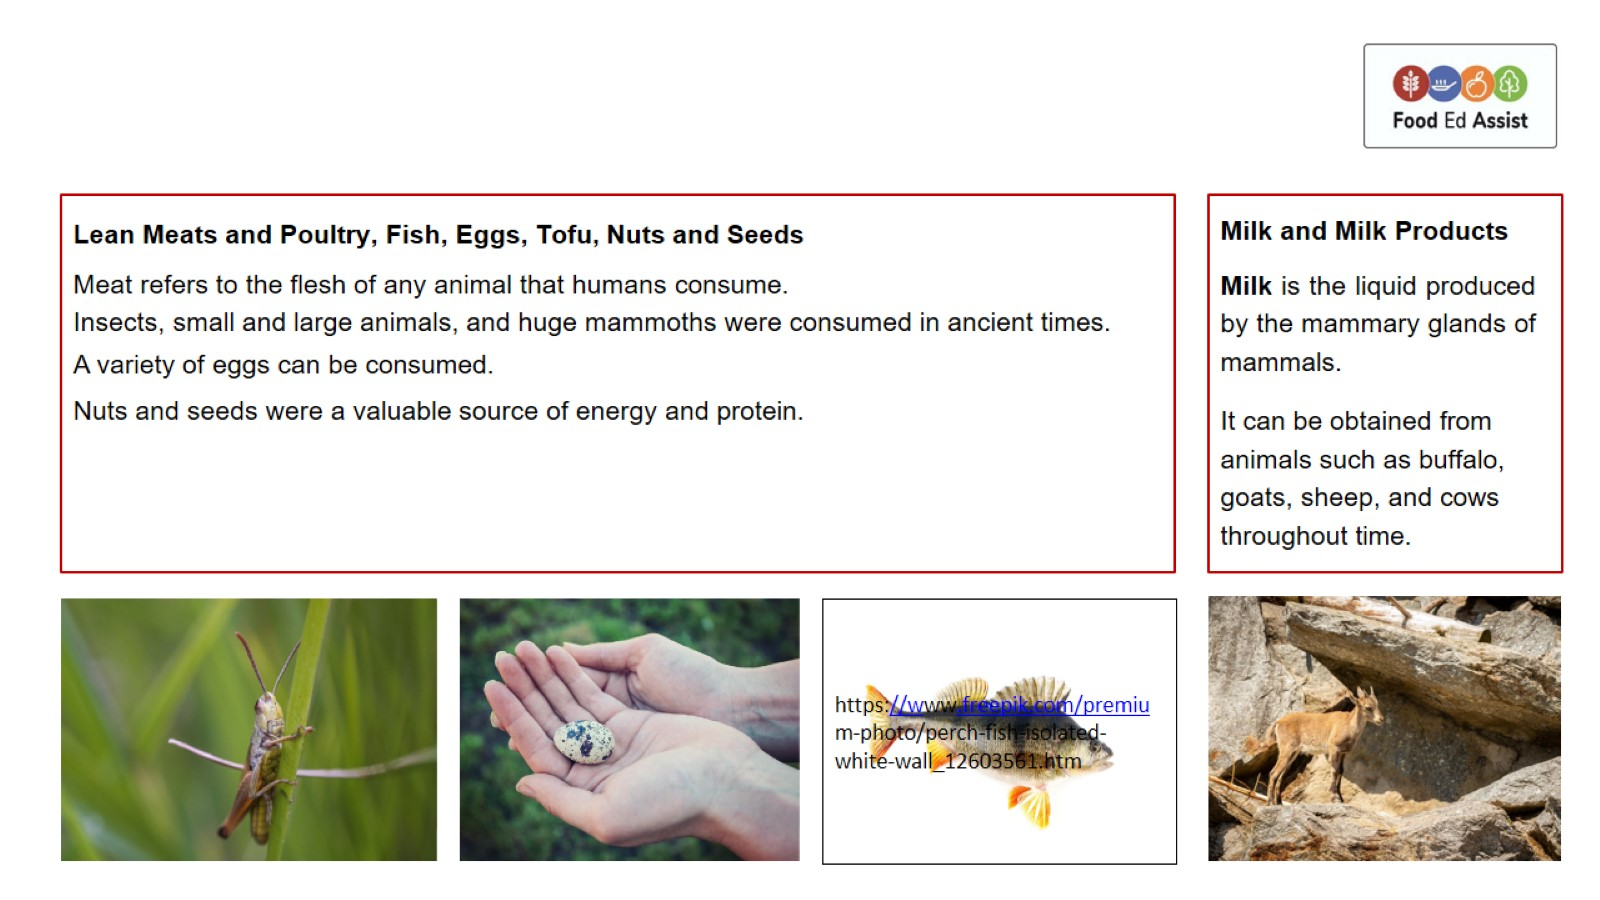 Food Ed Assist
Lean Meats and Poultry, Fish, Eggs, Tofu, Nuts and Seeds
Meat refers to the flesh of any animal that humans consume.
Insects, small and large animals, and huge mammoths were consumed in ancient times.
A variety of eggs can be consumed.
Nuts and seeds were a valuable source of energy and protein.
Milk and Milk Products
Milk is the liquid produced
by the mammary glands of
mammals.
It can be obtained from
animals such as buffalo,
goats, sheep, and cows
throughout time.
https://www.freepik.com/premiu
m-photo/perch-fish-isolated-
white-wall_12603561.htm